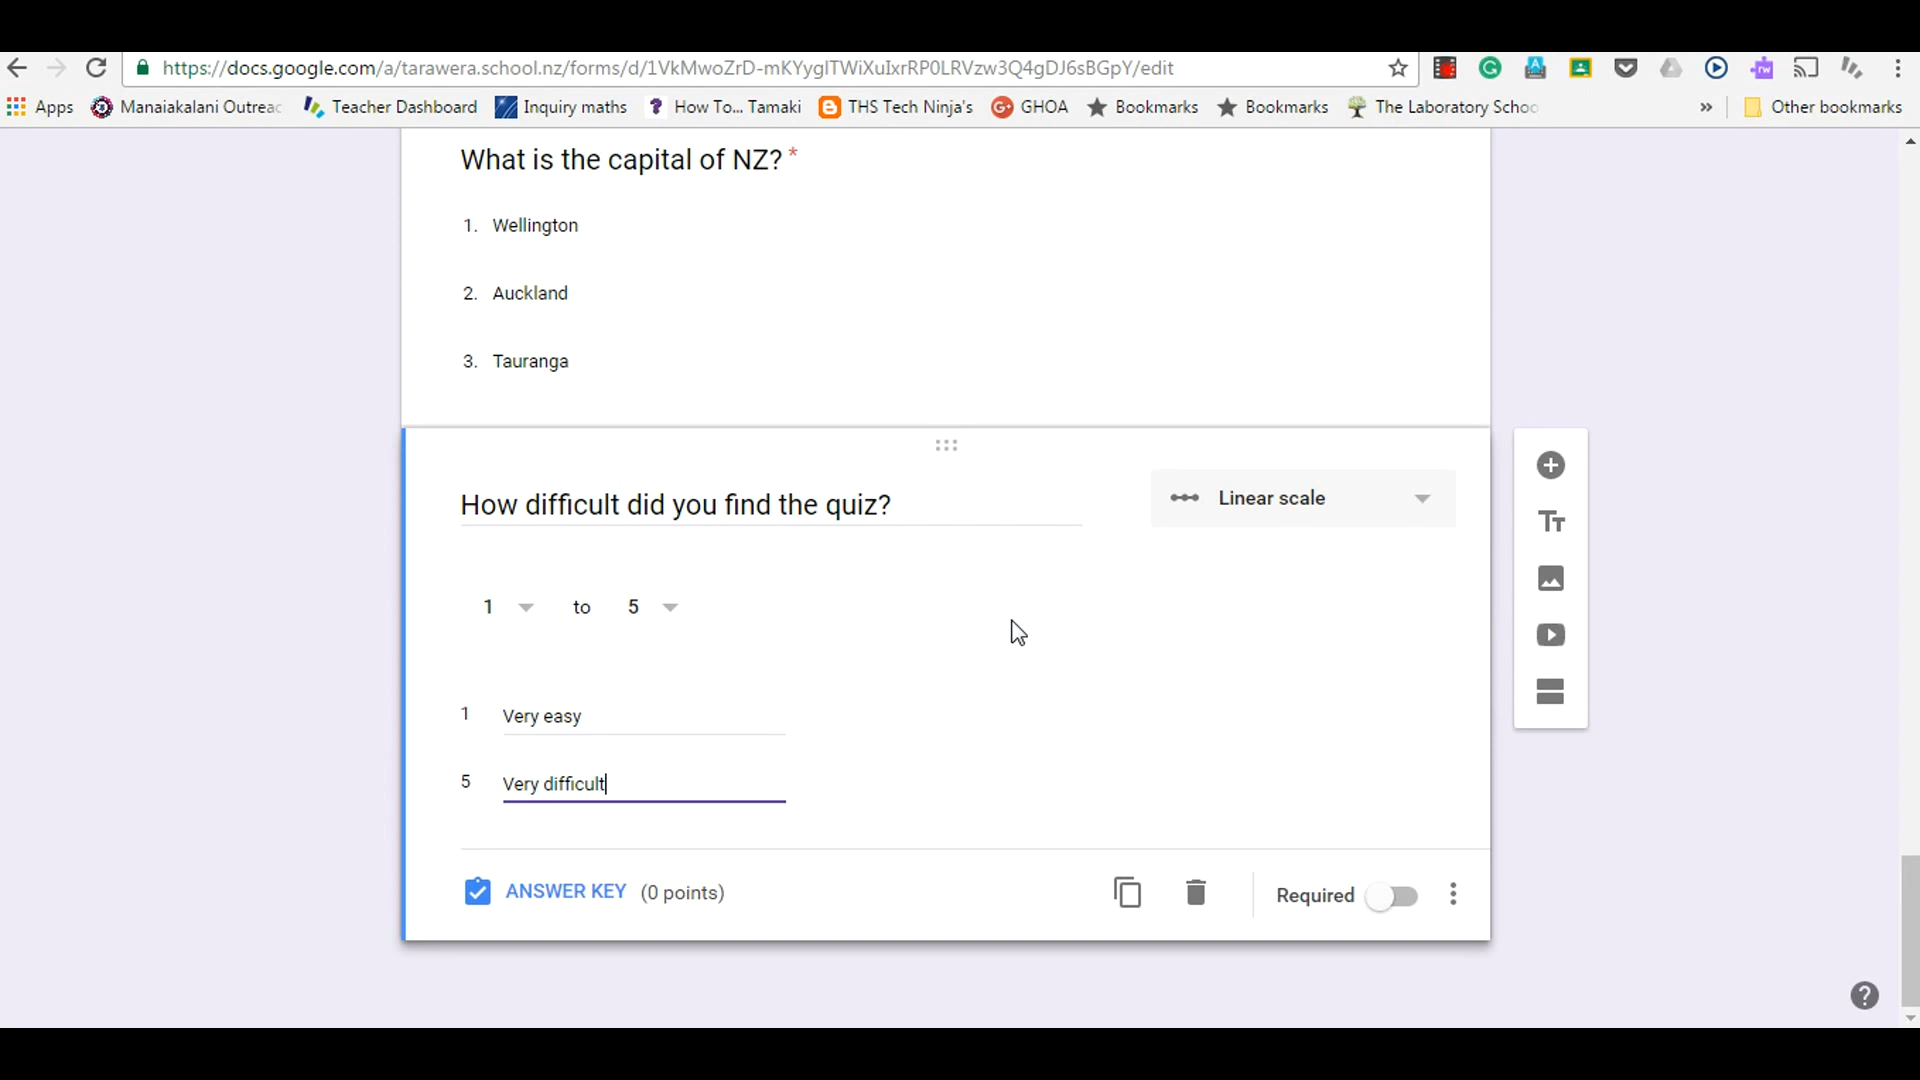 https://docs.google.com/a/tarawera.school.nz/forms/d/1VkMwoZrD-mKYygITWiXuIxrRP0LRVzw3Q4gDJ6sBGpY/edit
Apps Manaiakalani Outreac Teacher Dashboard Inquiry maths ? How To... Tamaki THS Tech Ninja's G+ GHOA Bookmarks Bookmarks The Laboratory Schoo » Other bookmarks
What is the capital of NZ? *
1. Wellington
2. Auckland
3. Tauranga
How difficult did you find the quiz?
Linear scale
1 to 5
1 Very easy
5 Very difficult
ANSWER KEY (0 points)
Required